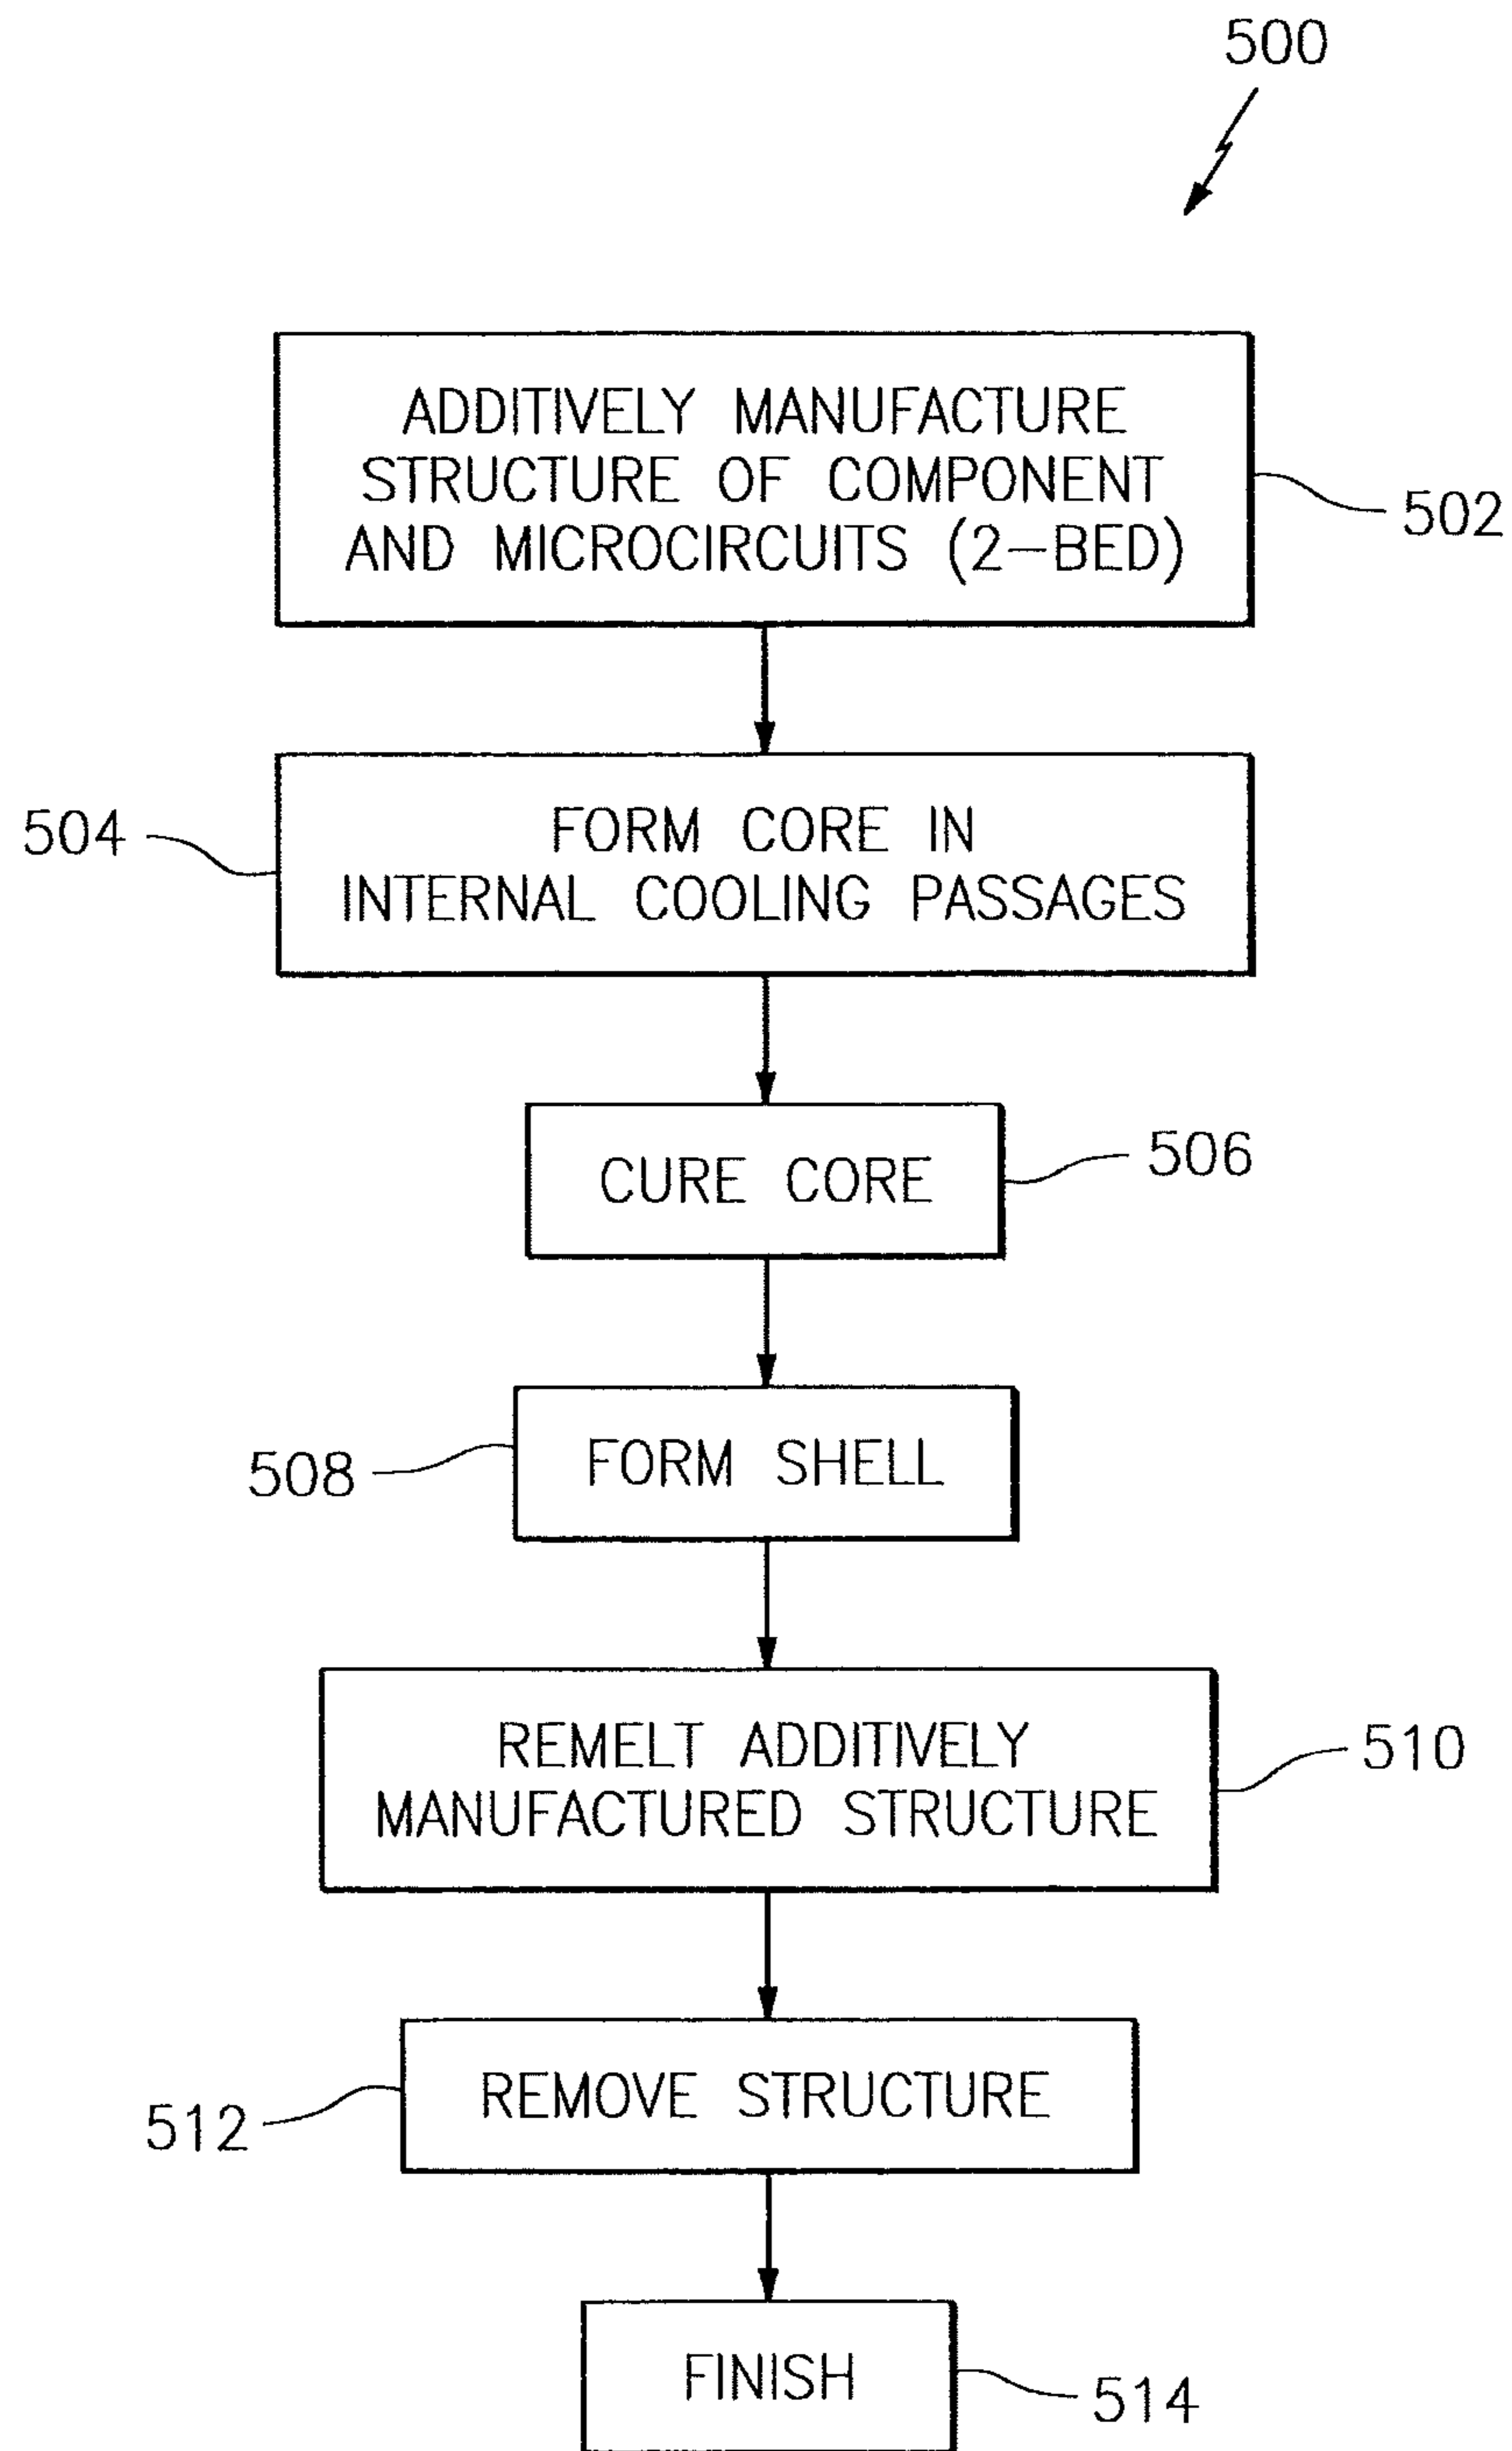 500
ADDITIVELY MANUFACTURE
STRUCTURE OF COMPONENT
AND MICROCIRCUITS (2-BED)
502
504
FORM CORE IN
INTERNAL COOLING PASSAGES
CURE CORE
506
508
FORM SHELL
REMELT ADDITIVELY
MANUFACTURED STRUCTURE
510
512
REMOVE STRUCTURE
FINISH
514